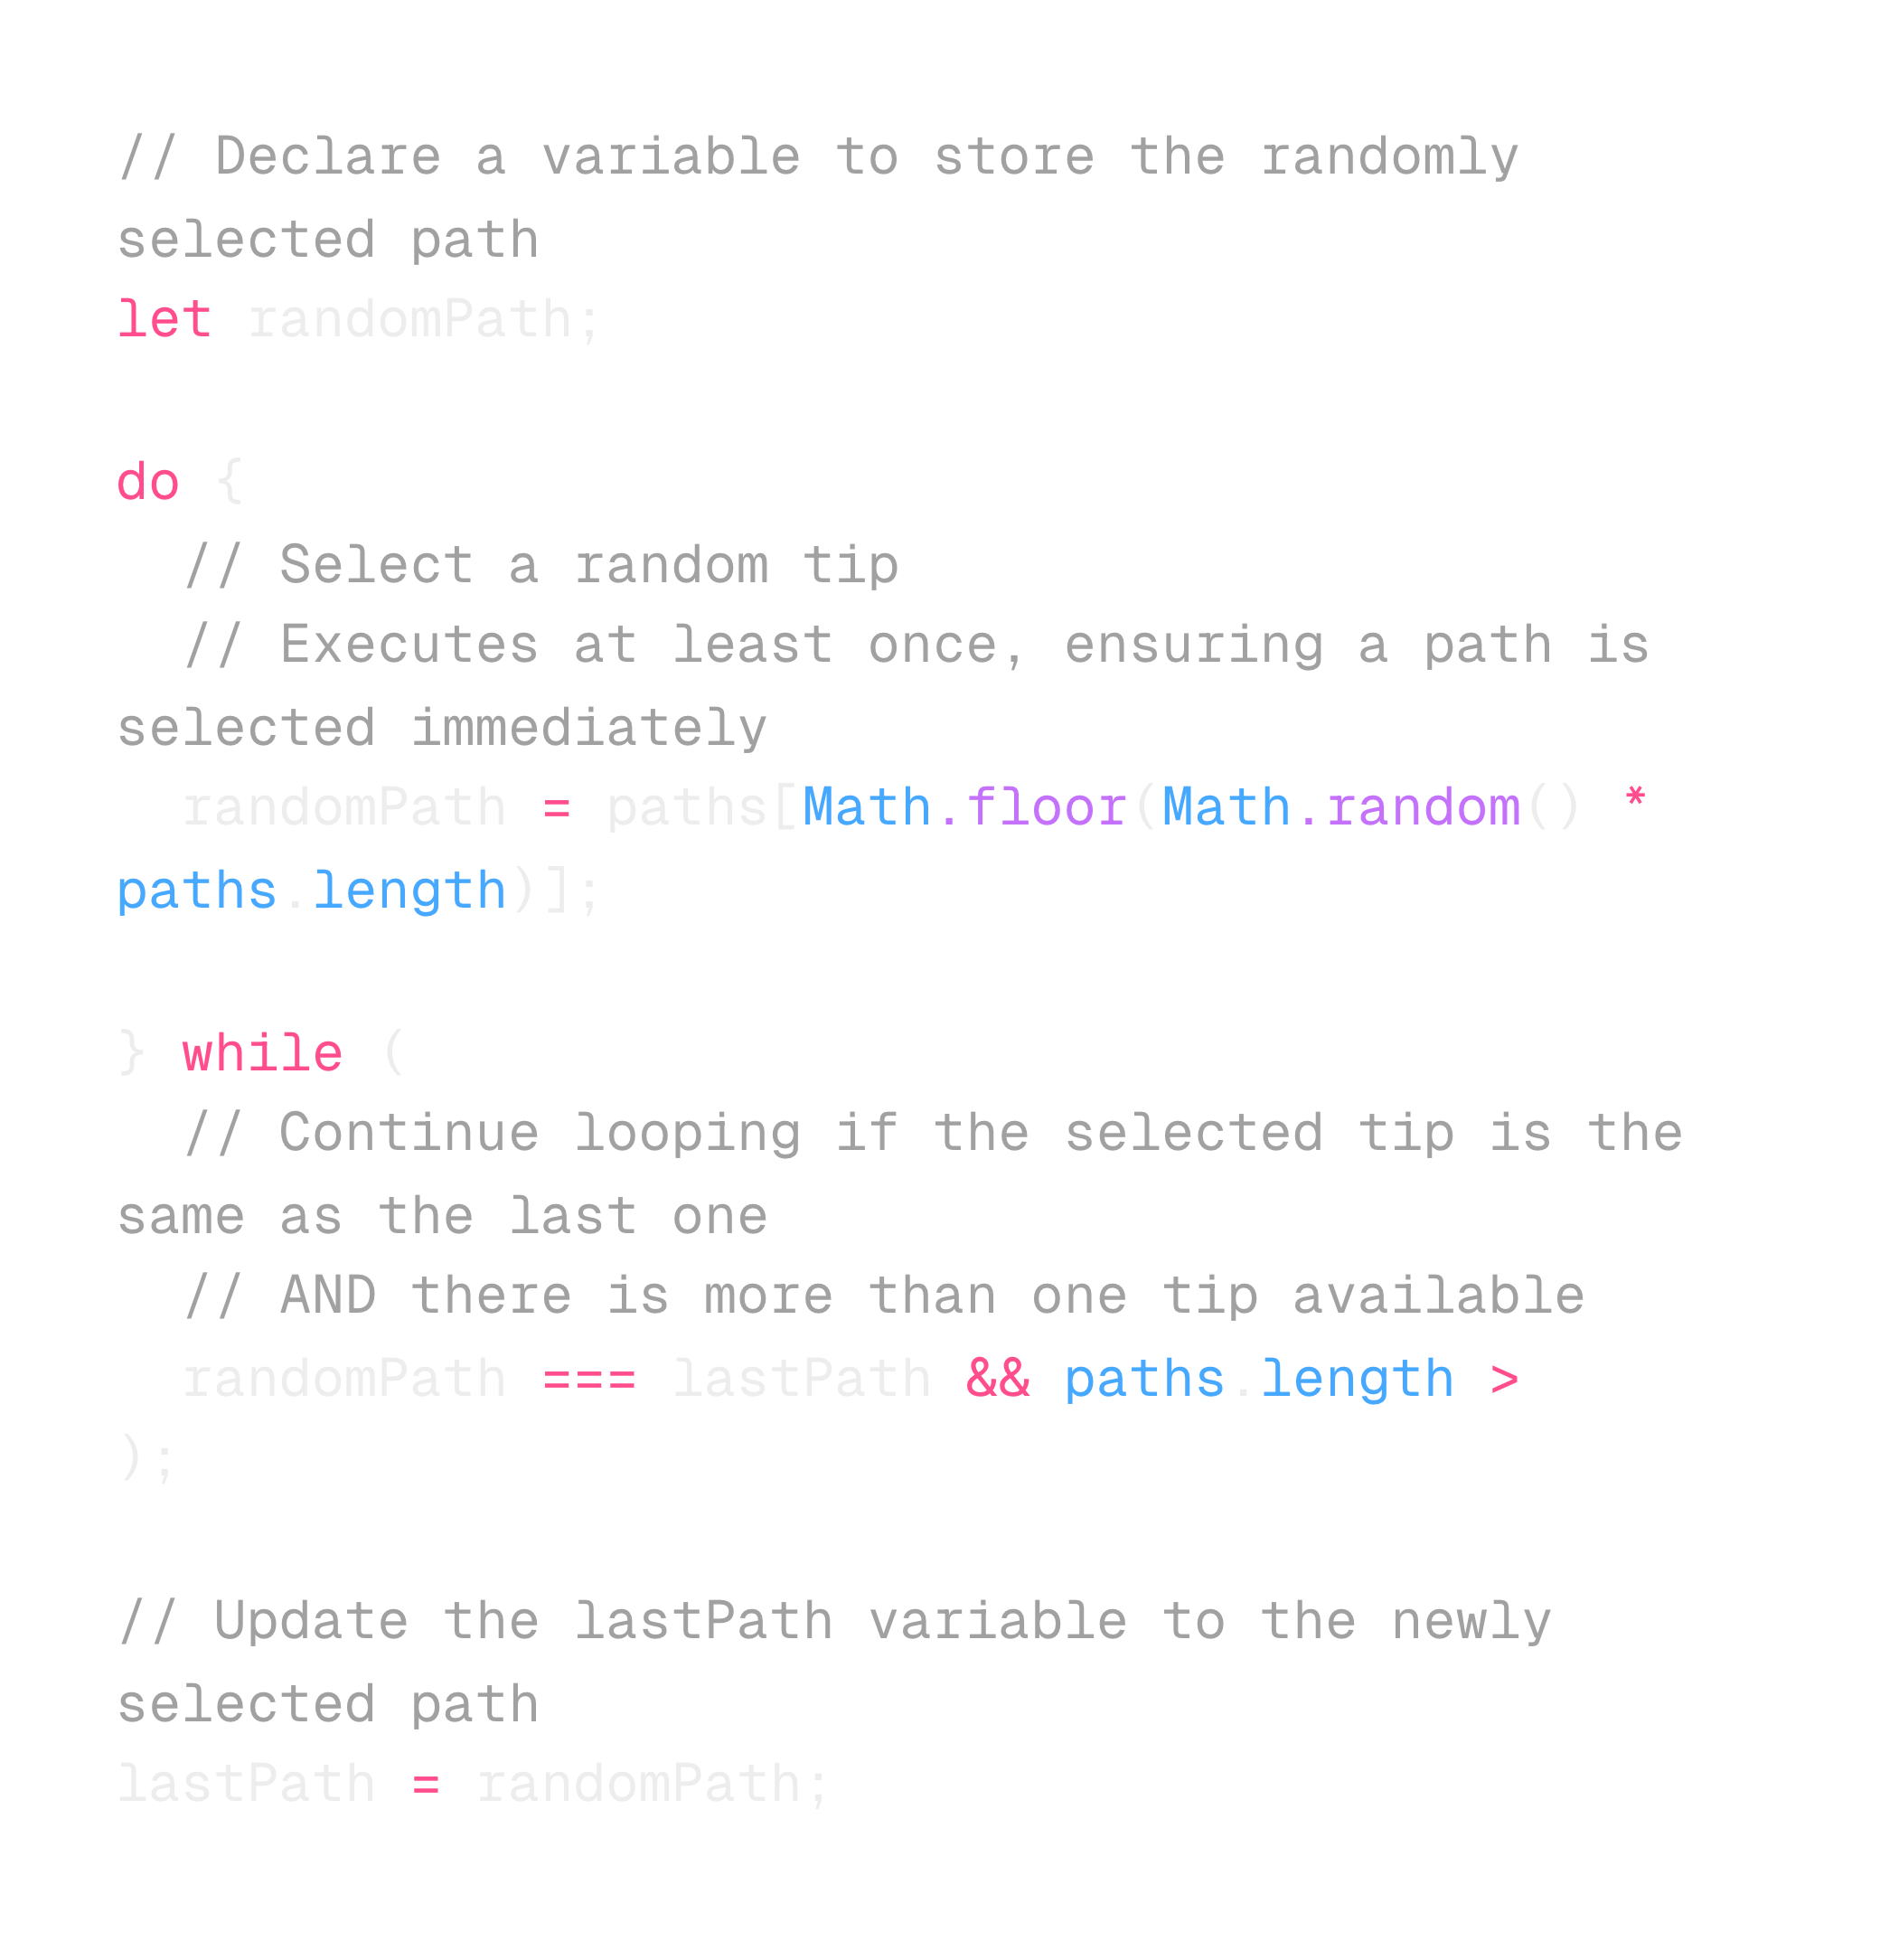 // Declare a variable to store the randomly
selected path
let randomPath;
do {
// Select a random tip
// Executes at least once, ensuring a path is
selected immediately
randomPath = paths[Math.floor(Math.random() *
paths.length)];
} while (
// Continue looping if the selected tip is the
same as the last one
// AND there is more than one tip available
randomPath === lastPath && paths.length >
);
// Update the lastPath variable to the newly
selected path
lastPath = randomPath;